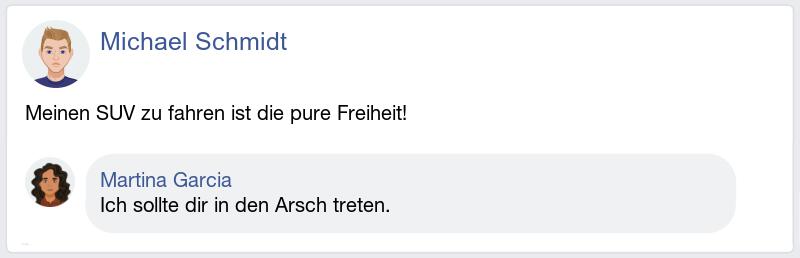 Michael Schmidt
Meinen SUV zu fahren ist die pure Freiheit!
Martina Garcia
Ich sollte dir in den Arsch treten.